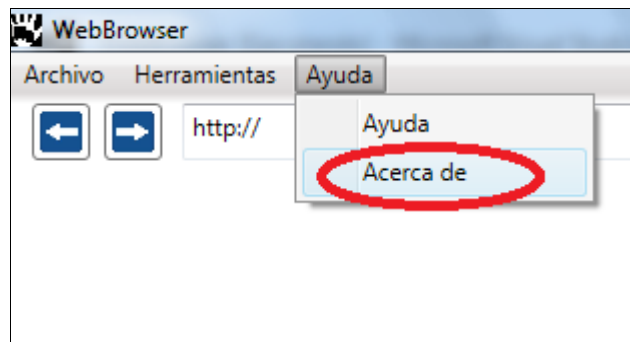 WebBrowser
Archivo Herramientas Ayuda
http://
Ayuda
Acerca de